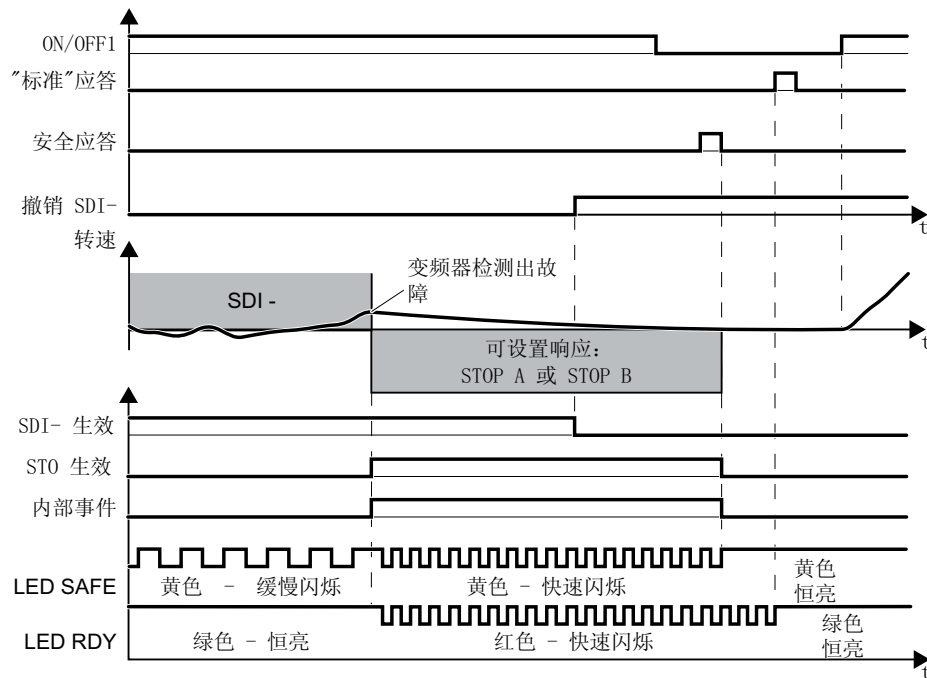 ON/OFF1
"标准"应答
安全应答
撤销 SDI-
t
转速
变频器检测出故
障
SDI -
t
可设置响应:
STOP A 或 STOP B
SDI- 生效
STO 生效
内部事件
LED SAFE
黄色 - 缓慢闪烁
黄色 - 快速闪烁
黄色
恒亮
LED RDY
绿色 - 恒亮
红色 - 快速闪烁
绿色
恒亮
t